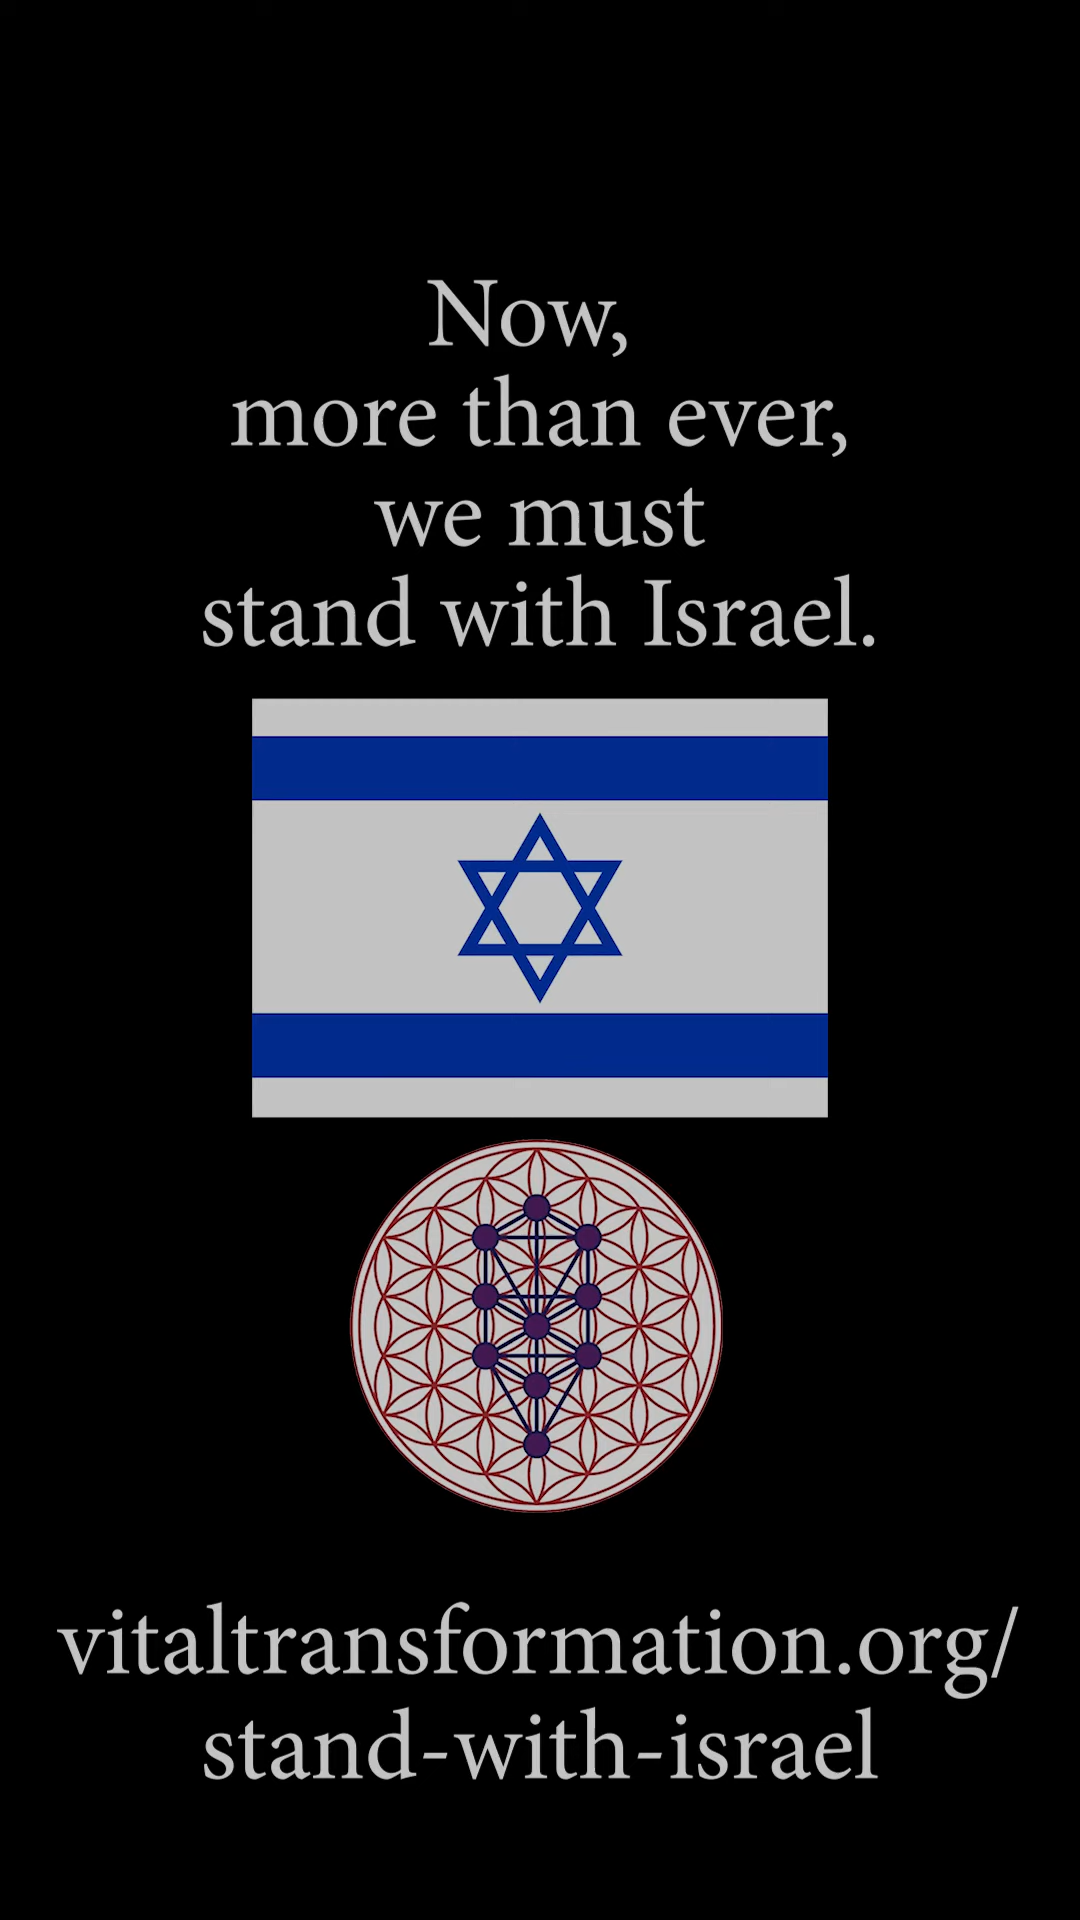 Now,
more than ever,
we must
stand with Israel.
vitaltransformation.org/
stand-with-israel